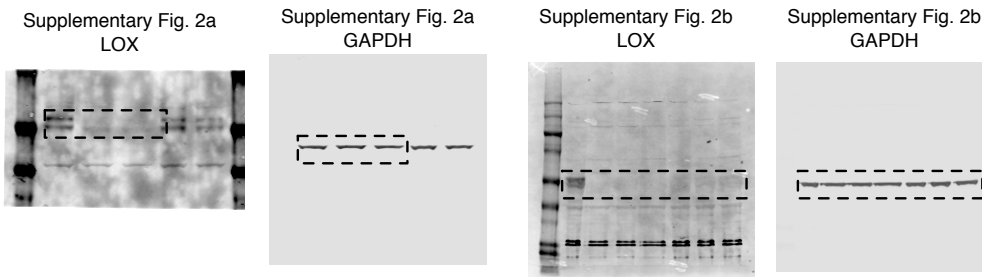 Supplementary Fig. 2a
LOX
Supplementary Fig. 2a
GAPDH
Supplementary Fig. 2b
LOX
Supplementary Fig. 2b
GAPDH